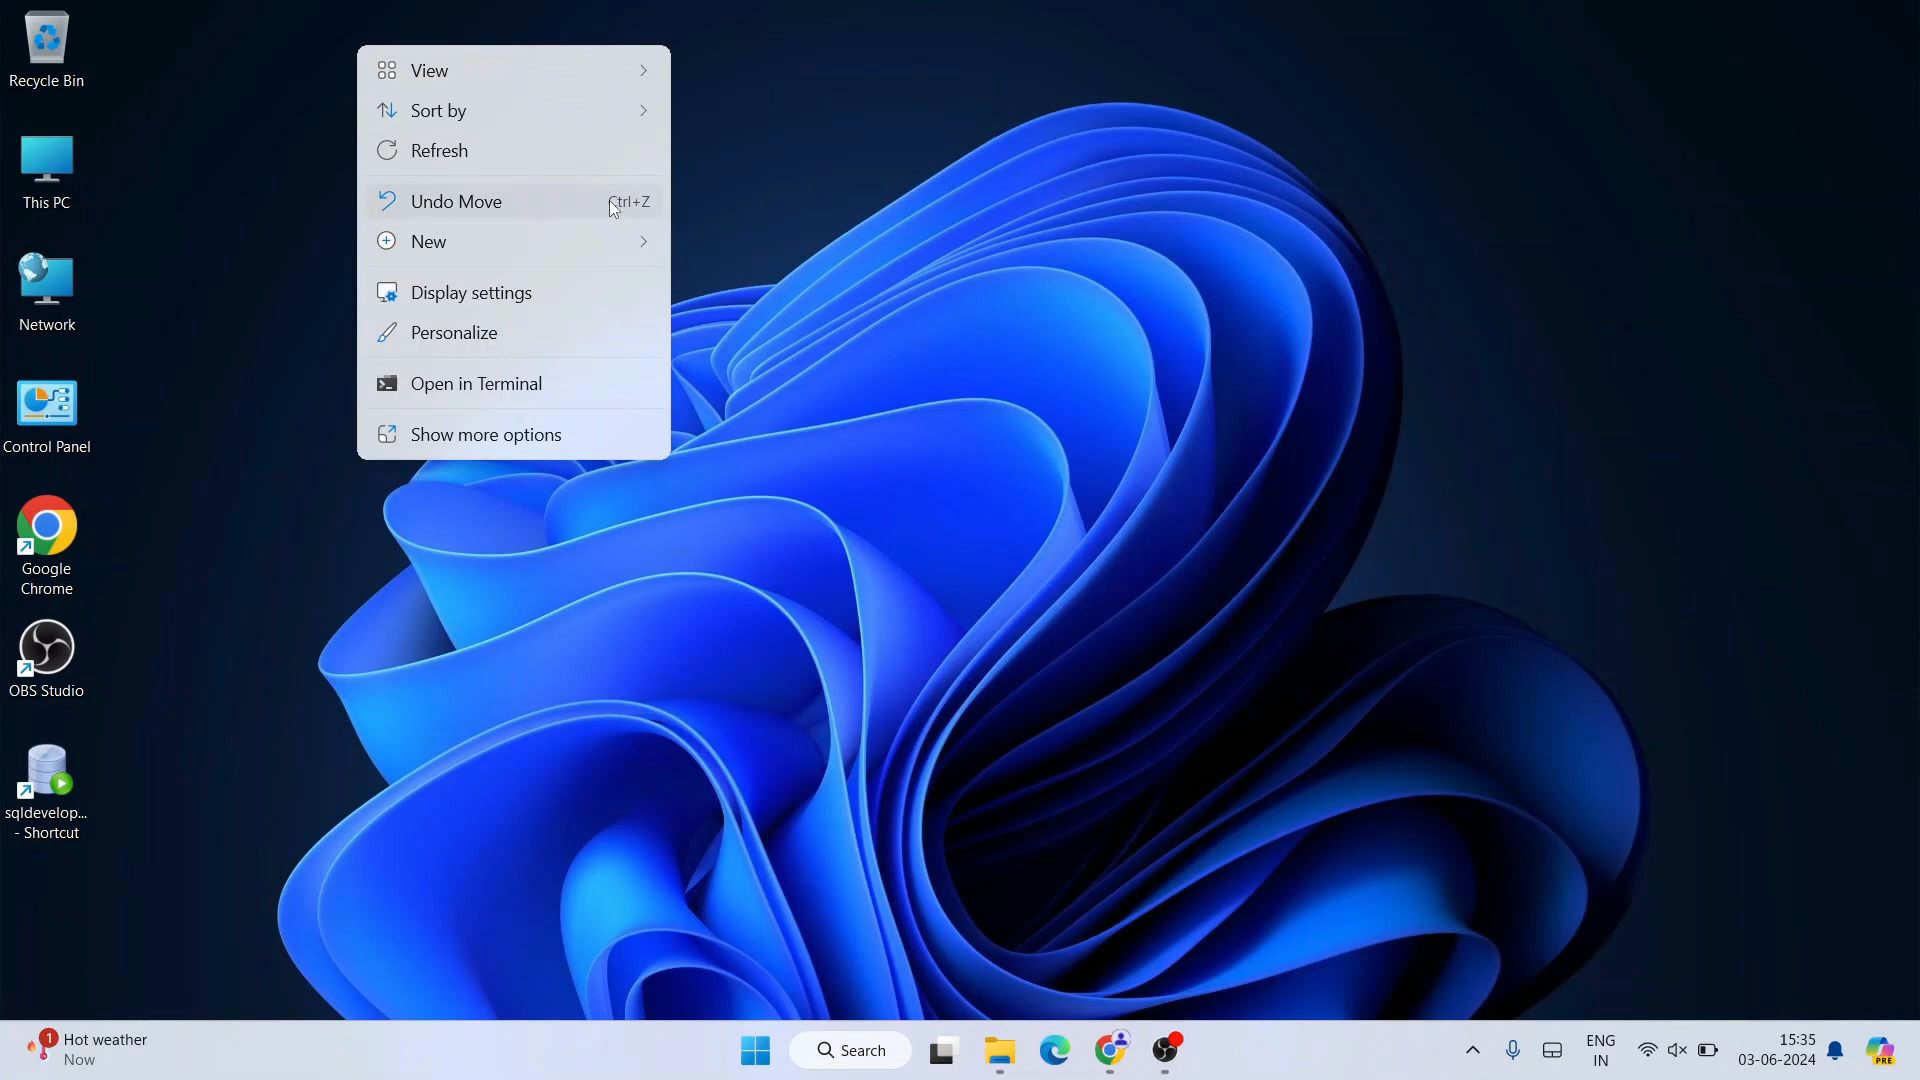 Recycle Bin
This PC
Network
Control Panel
Google
Chrome
OBS Studio
sqldevelop...
- Shortcut
View
Sort by
Refresh
Undo Move Ctrl+Z
New
Display settings
Personalize
Open in Terminal
Show more options
1
Hot weather
Now
Search
ENG
IN
15:35
03-06-2024
PRE